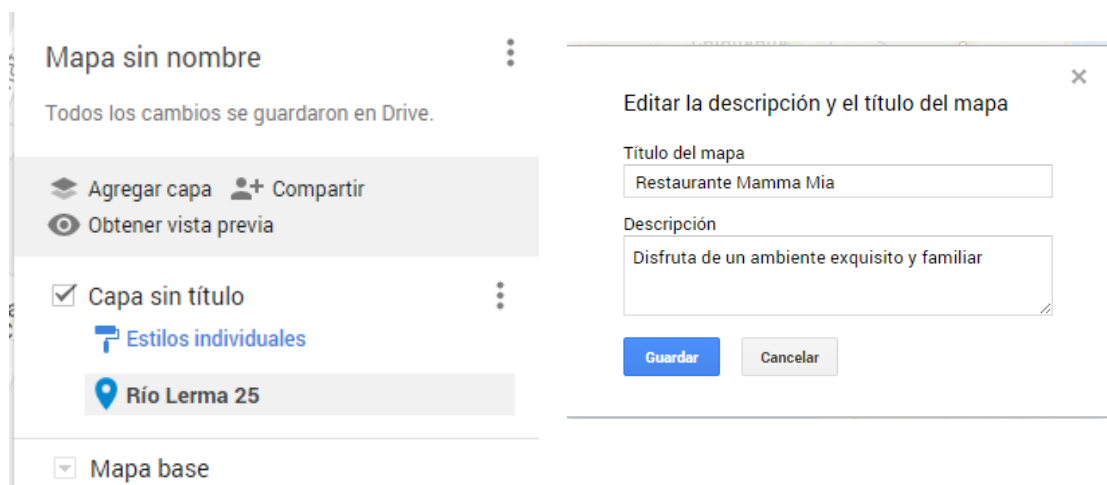 Mapa sin nombre
Todos los cambios se guardaron en Drive.
Agregar capa Compartir
Obtener vista previa
Capa sin título
Estilos individuales
Río Lerma 25
Mapa base
Editar la descripción y el título del mapa
Título del mapa
Restaurante Mamma Mia
Descripción
Disfruta de un ambiente exquisito y familiar
Guardar Cancelar